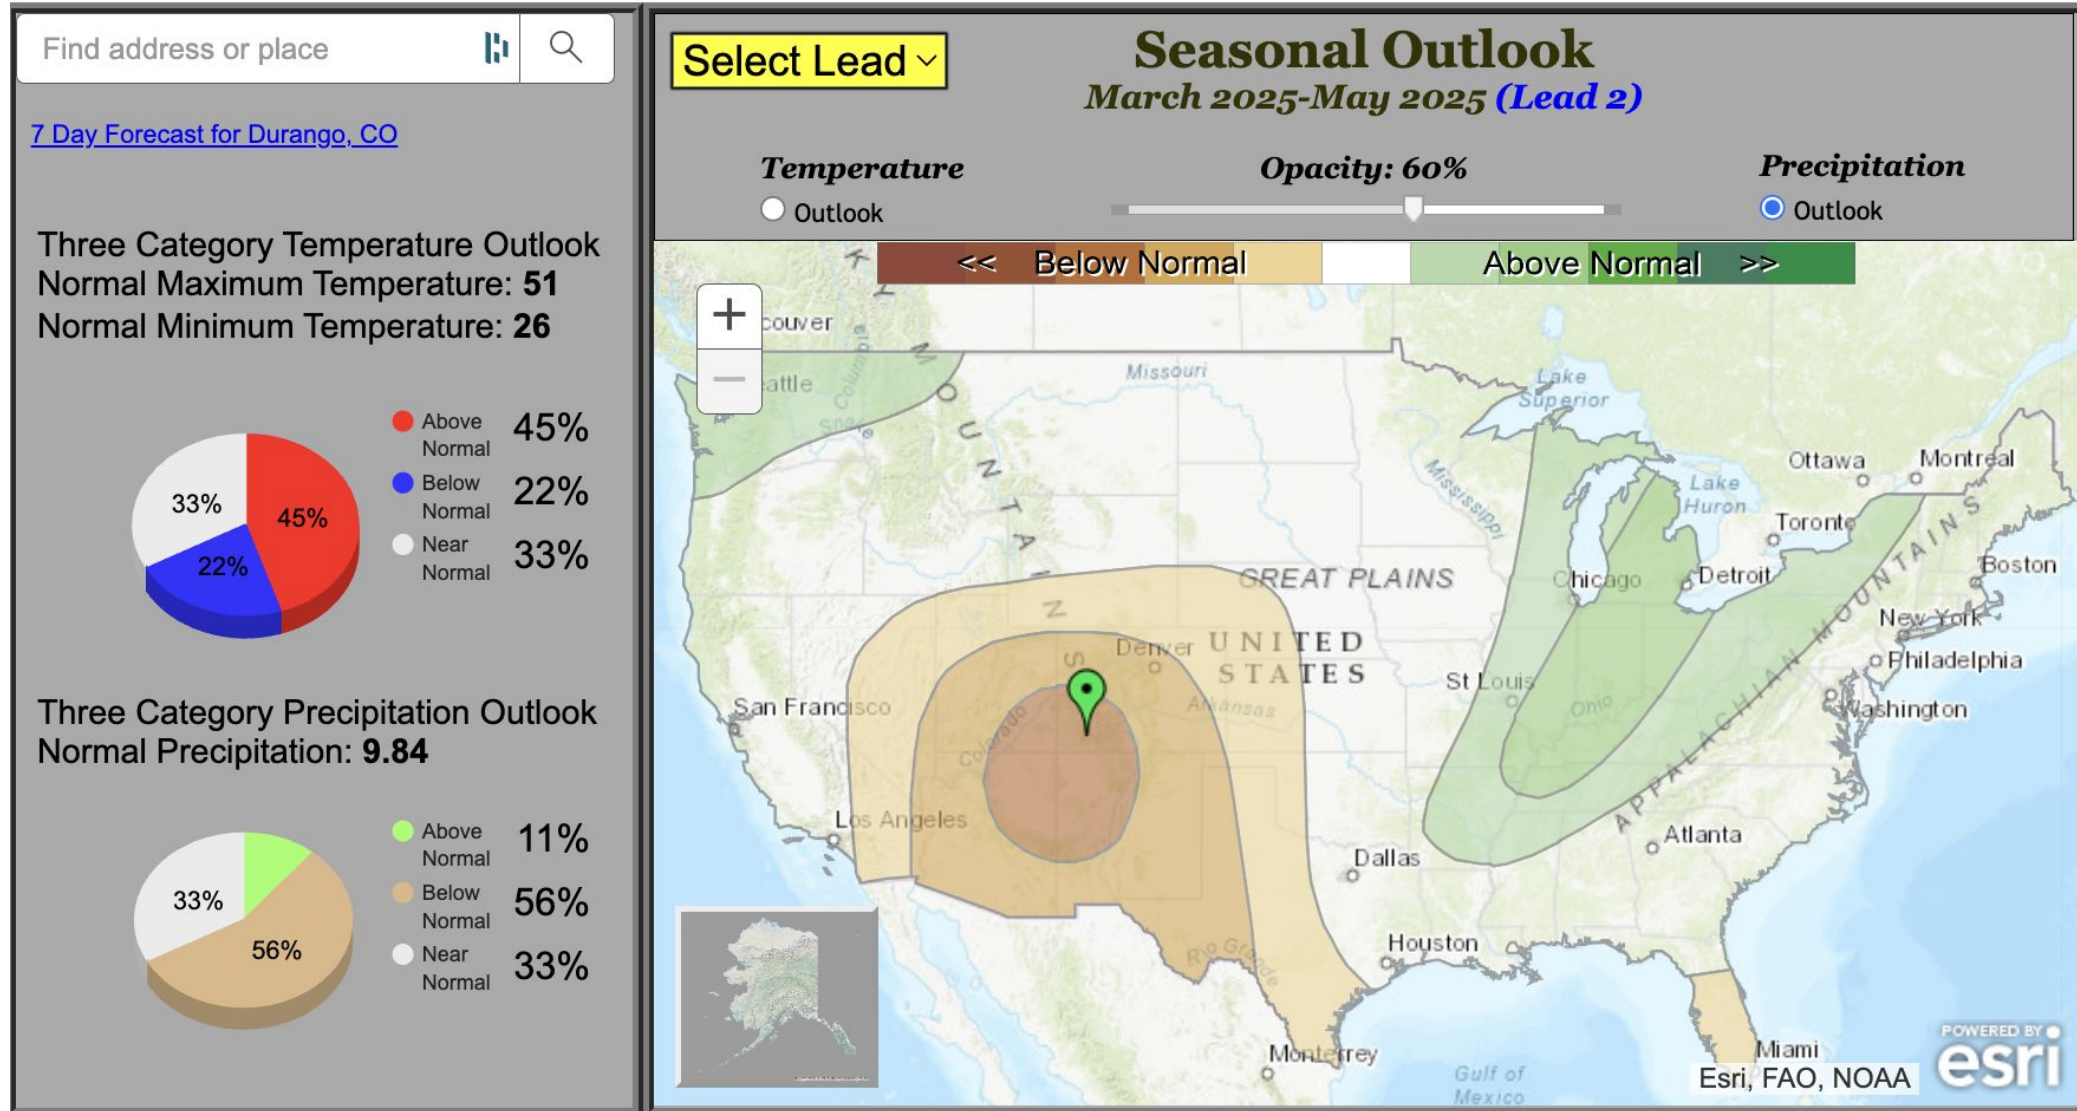 Find address or place
7 Day Forecast for Durango, CO
Three Category Temperature Outlook
Normal Maximum Temperature: 51
Normal Minimum Temperature: 26
Above Normal 45%
Below Normal 22%
Near Normal 33%
33%
45%
22%
Three Category Precipitation Outlook
Normal Precipitation: 9.84
Above Normal 11%
Below Normal 56%
Near Normal 33%
33%
56%
Select Lead
Seasonal Outlook
March 2025-May 2025 (Lead 2)
Temperature
Outlook
Opacity: 60%
Precipitation
Outlook
<< Below Normal
Above Normal >>
+
−
couver
eattle
Columbia
Snake
Missouri
Lake Superior
Mississippi
Ottawa
Montreal
Lake Huron
Toronto
Boston
Chicago
Detroit
New York
Philadelphia
Washington
GREAT PLAINS
UNITED STATES
Denver
St Louis
Ohio
Arkansas
Colorado
San Francisco
Los Angeles
APPALACHIAN MOUNTAINS
K Y M O U N T A I N S
Atlanta
Dallas
Houston
Rio Grande
Monterrey
Miami
Gulf of Mexico
Esri, FAO, NOAA
POWERED BY
esri